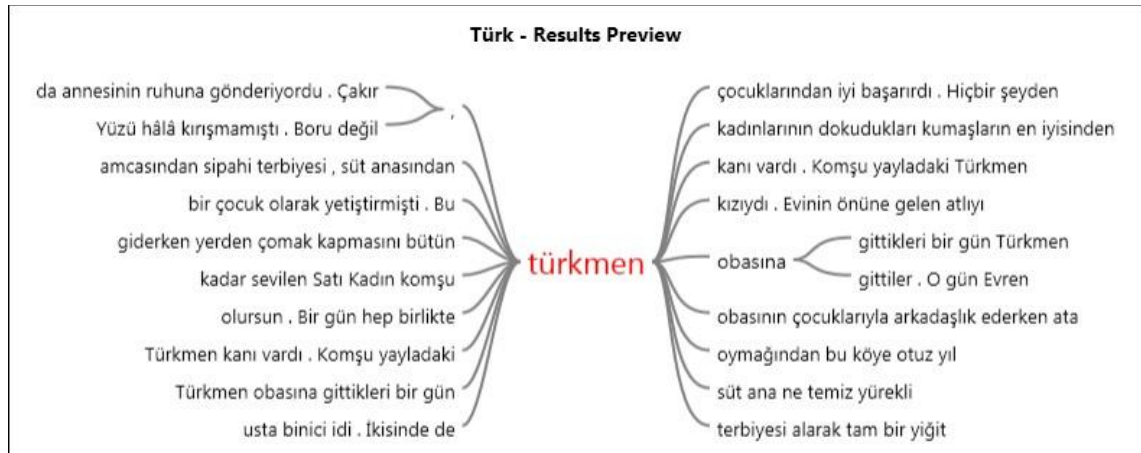 Türk - Results Preview
da annesinin ruhuna gönderiyordu . Çakır
Yüzü hâlâ kırışmamıştı . Boru değil
,
amcasından sipahi terbiyesi , süt anasından
bir çocuk olarak yetiştirmişti . Bu
giderken yerden çomak kapmasını bütün
kadar sevilen Satı Kadın komşu
olursun . Bir gün hep birlikte
Türkmen kanı vardı . Komşu yayladaki
Türkmen obasına gittikleri bir gün
usta binici idi . İkisinde de
türkmen
çocuklarından iyi başarırdı . Hiçbir şeyden
kadınlarının dokudukları kumaşların en iyisinden
kanı vardı . Komşu yayladaki Türkmen
kızıydı . Evinin önüne gelen atlıyı
obasına
gittikleri bir gün Türkmen
gittiler . O gün Evren
obasının çocuklarıyla arkadaşlık ederken ata
oymağından bu köye otuz yıl
süt ana ne temiz yürekli
terbiyesi alarak tam bir yiğit